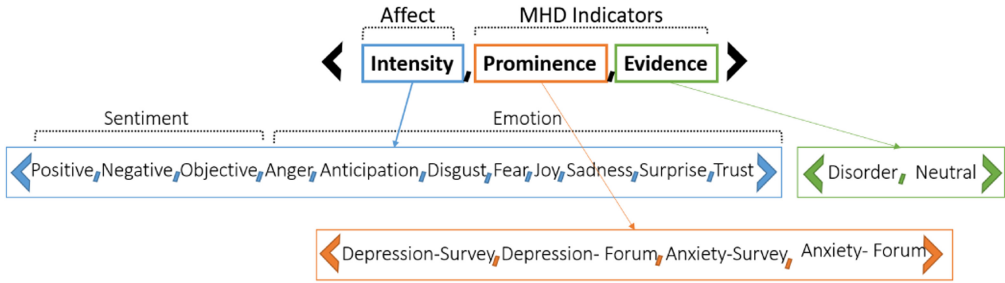 Affect MHD Indicators
Intensity, Prominence, Evidence
Sentiment Emotion
Positive, Negative, Objective, Anger, Anticipation, Disgust, Fear, Joy, Sadness, Surprise, Trust
Disorder, Neutral
Depression-Survey, Depression- Forum, Anxiety-Survey, Anxiety- Forum